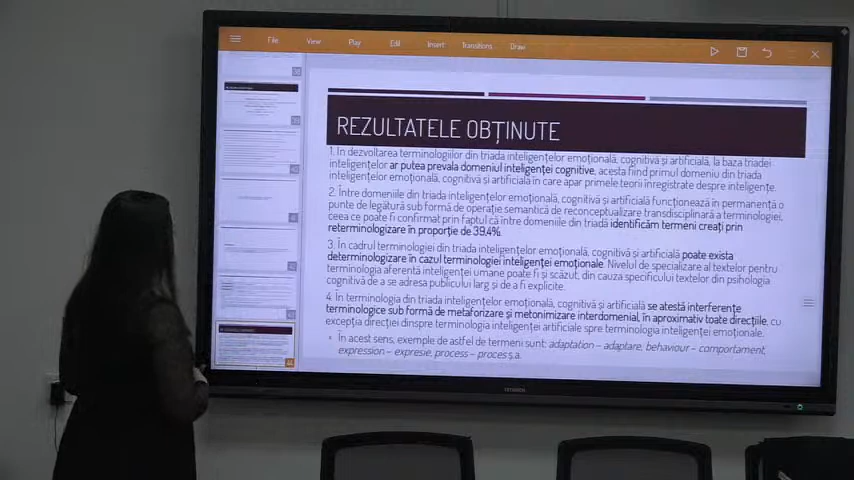 File View Play Edit Insert Transitions Draw
REZULTATELE OBȚINUTE
1. În dezvoltarea terminologiilor din triada inteligențelor emoțională, cognitivă și artificială, la baza triadei
inteligențelor ar putea prevala domeniul inteligenței cognitive, acesta fiind primul domeniu din triada
inteligențelor emoțională, cognitivă și artificială în care apar primele teorii înregistrate despre inteligențe.
2. Între domeniile din triada inteligențelor emoțională, cognitivă și artificială funcționează în permanență o
punte de legătură sub formă de operație semantică de reconceptualizare transdisciplinară a terminologiei,
ceea ce poate fi confirmat prin faptul că între domeniile din triadă identificăm termeni creați prin
reterminologizare în proporție de 39,4%.
3. În cadrul terminologiei din triada inteligențelor emoțională, cognitivă și artificială poate exista
determinologizare în cazul terminologiei inteligenței emoționale. Nivelul de specializare al textelor pentru
terminologia aferentă inteligenței umane poate fi și scăzut, din cauza specificului textelor din psihologia
cognitivă de a se adresa publicului larg și de a fi explicite.
4. În terminologia din triada inteligențelor emoțională, cognitivă și artificială se atestă interferențe
terminologice sub formă de metaforizare și metonimizare interdomenial, în aproximativ toate direcțiile, cu
excepția direcției dinspre terminologia inteligenței artificiale spre terminologia inteligenței emoționale.
În acest sens, exemple de astfel de termeni sunt: adaptation – adaptare, behaviour – comportament,
expression – expresie, process – proces ș.a.